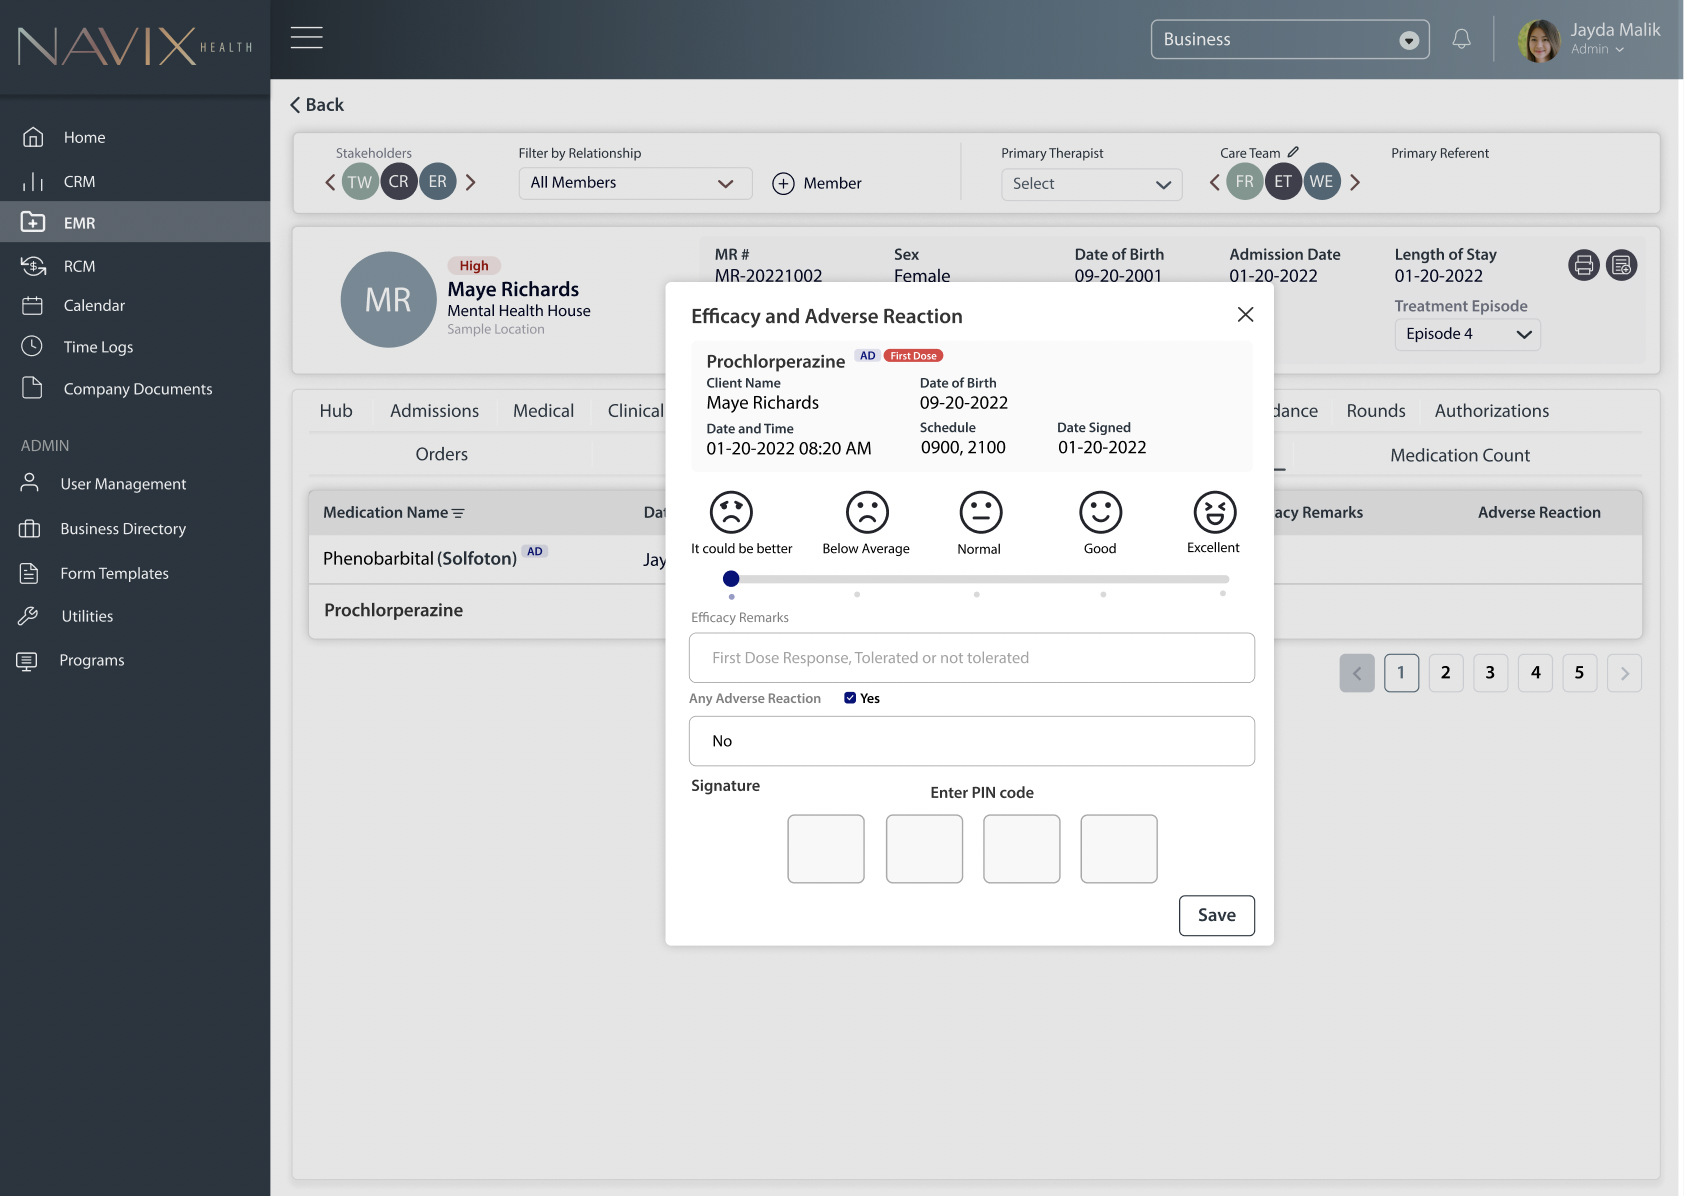 NAVIX HEALTH
Business
Jayda Malik
Admin
Home
CRM
EMR
RCM
Calendar
Time Logs
Company Documents
ADMIN
User Management
Business Directory
Form Templates
Utilities
Programs
Back
Stakeholders
TW CR ER
Filter by Relationship
All Members
Member
Primary Therapist
Select
Care Team
FR ET WE
Primary Referent
MR
High
Maye Richards
Mental Health House
Sample Location
MR # Sex Date of Birth Admission Date Length of Stay
MR-20221002 Female 09-20-2001 01-20-2022 01-20-2022
Treatment Episode
Episode 4
Hub Admissions Medical Clinical dance Rounds Authorizations
Orders Medication Count
Medication Name Dat acy Remarks Adverse Reaction
Phenobarbital (Solfoton) AD Jay
Prochlorperazine
1 2 3 4 5
Efficacy and Adverse Reaction
Prochlorperazine AD First Dose
Client Name Date of Birth
Maye Richards 09-20-2022
Date and Time Schedule Date Signed
01-20-2022 08:20 AM 0900, 2100 01-20-2022
It could be better Below Average Normal Good Excellent
Efficacy Remarks
First Dose Response, Tolerated or not tolerated
Any Adverse Reaction Yes
No
Signature
Enter PIN code
Save